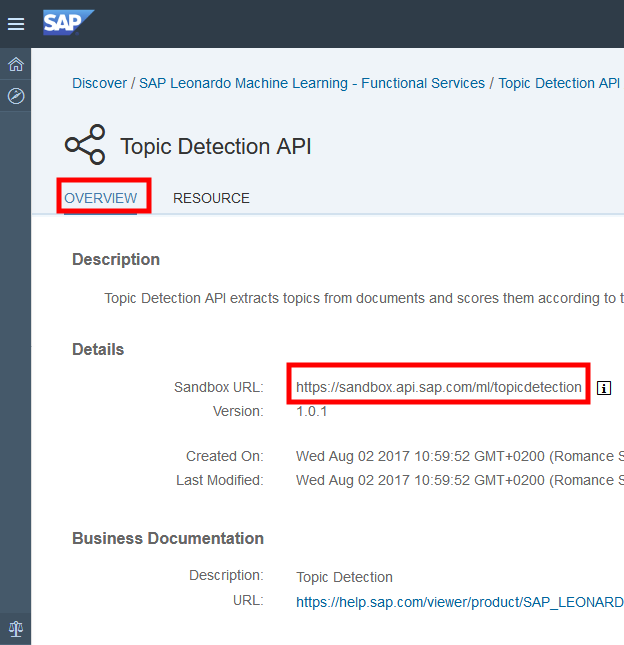 SAP
Discover / SAP Leonardo Machine Learning - Functional Services / Topic Detection API
Topic Detection API
OVERVIEW RESOURCE
Description
Topic Detection API extracts topics from documents and scores them according to t
Details
Sandbox URL: https://sandbox.api.sap.com/ml/topicdetection
Version: 1.0.1
Created On: Wed Aug 02 2017 10:59:52 GMT+0200 (Romance S
Last Modified: Wed Aug 02 2017 10:59:52 GMT+0200 (Romance S
Business Documentation
Description: Topic Detection
URL: https://help.sap.com/viewer/product/SAP_LEONARD